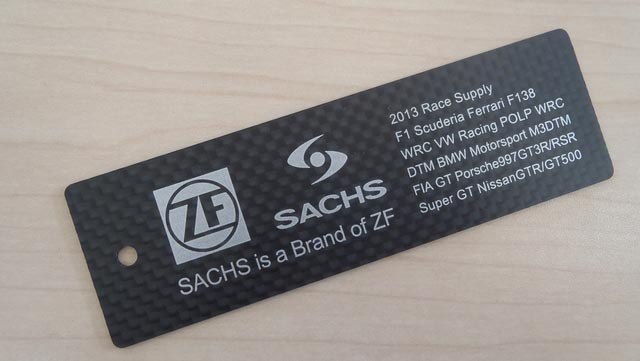 ZF
SACHS
SACHS is a Brand of ZF
2013 Race Supply
F1 Scuderia Ferrari F138
WRC VW Racing POLP WRC
DTM BMW Motorsport M3DTM
FIA GT Porsche997GT3R/RSR
Super GT NissanGTR/GT500